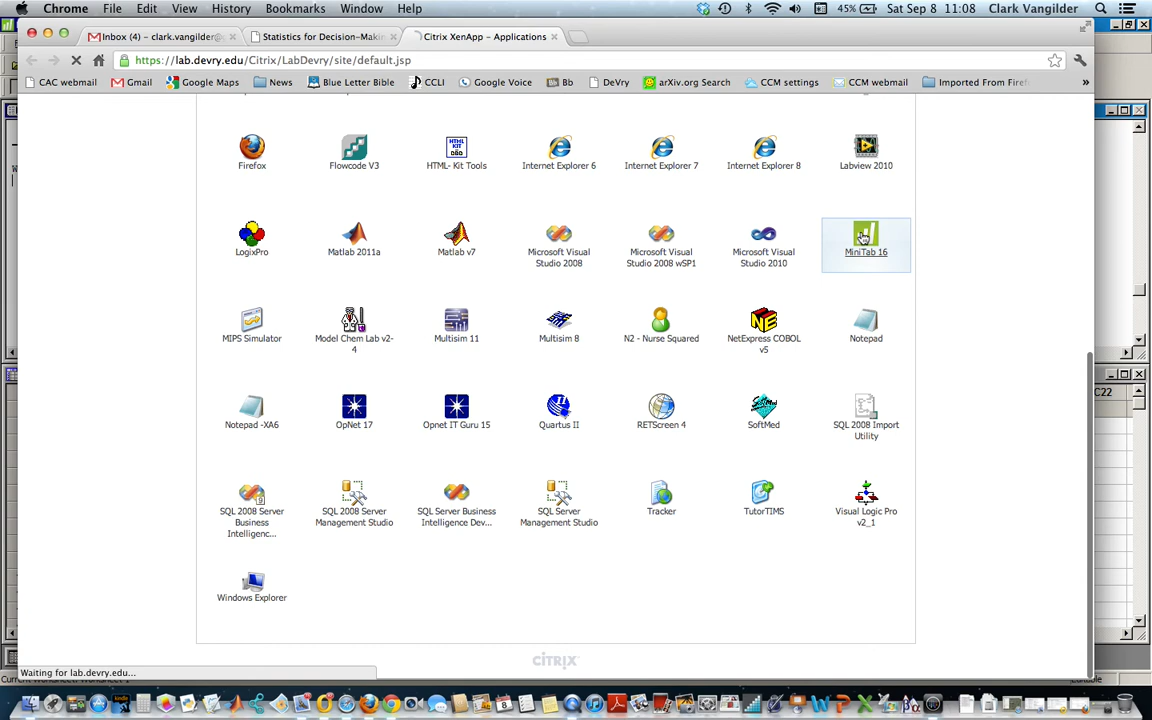 Chrome File Edit View History Bookmarks Window Help 45% Sat Sep 8 11:08 Clark Vangilder
Inbox (4) – clark.vangilder@ Statistics for Decision-Makin Citrix XenApp - Applications
https://lab.devry.edu/Citrix/LabDevry/site/default.jsp
CAC webmail Gmail Google Maps News Blue Letter Bible CCLI Google Voice Bb DeVry arXiv.org Search CCM settings CCM webmail Imported From Firef »
Firefox Flowcode V3 HTML- Kit Tools Internet Explorer 6 Internet Explorer 7 Internet Explorer 8 Labview 2010
LogixPro Matlab 2011a Matlab v7 Microsoft Visual Microsoft Visual Microsoft Visual MiniTab 16
Studio 2008 Studio 2008 wSP1 Studio 2010
MIPS Simulator Model Chem Lab v2- Multisim 11 Multisim 8 N2 - Nurse Squared NetExpress COBOL Notepad
4 v5
Notepad -XA6 OpNet 17 Opnet IT Guru 15 Quartus II RETScreen 4 SoftMed SQL 2008 Import
Utility
C22
SQL 2008 Server SQL 2008 Server SQL Server Business SQL Server Tracker TutorTIMS Visual Logic Pro
Business Management Studio Intelligence Dev... Management Studio v2_1
Intelligenc...
Windows Explorer
CITRIX
Waiting for lab.devry.edu...